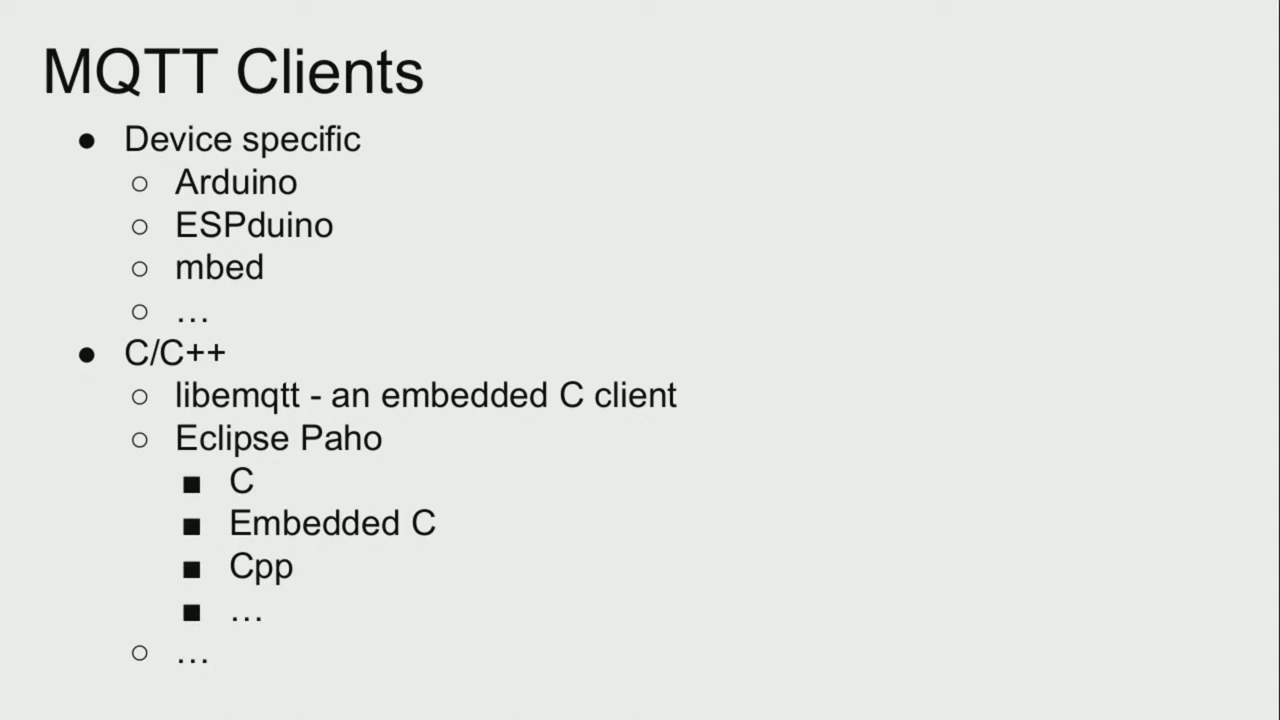 MQTT Clients
● Device specific
○ Arduino
○ ESPduino
○ mbed
○ …
● C/C++
○ libemqtt - an embedded C client
○ Eclipse Paho
■ C
■ Embedded C
■ Cpp
■ …
○ …